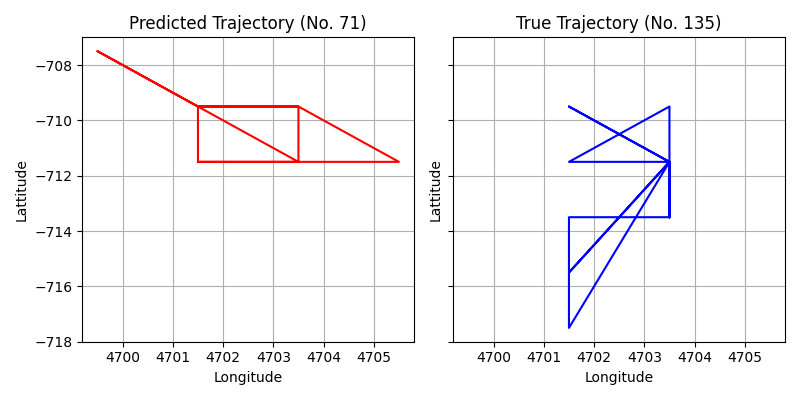 Predicted Trajectory (No. 71)
True Trajectory (No. 135)
−708
−710
−712
−714
−716
−718
Lattitude
Lattitude
4700 4701 4702 4703 4704 4705
4700 4701 4702 4703 4704 4705
Longitude
Longitude